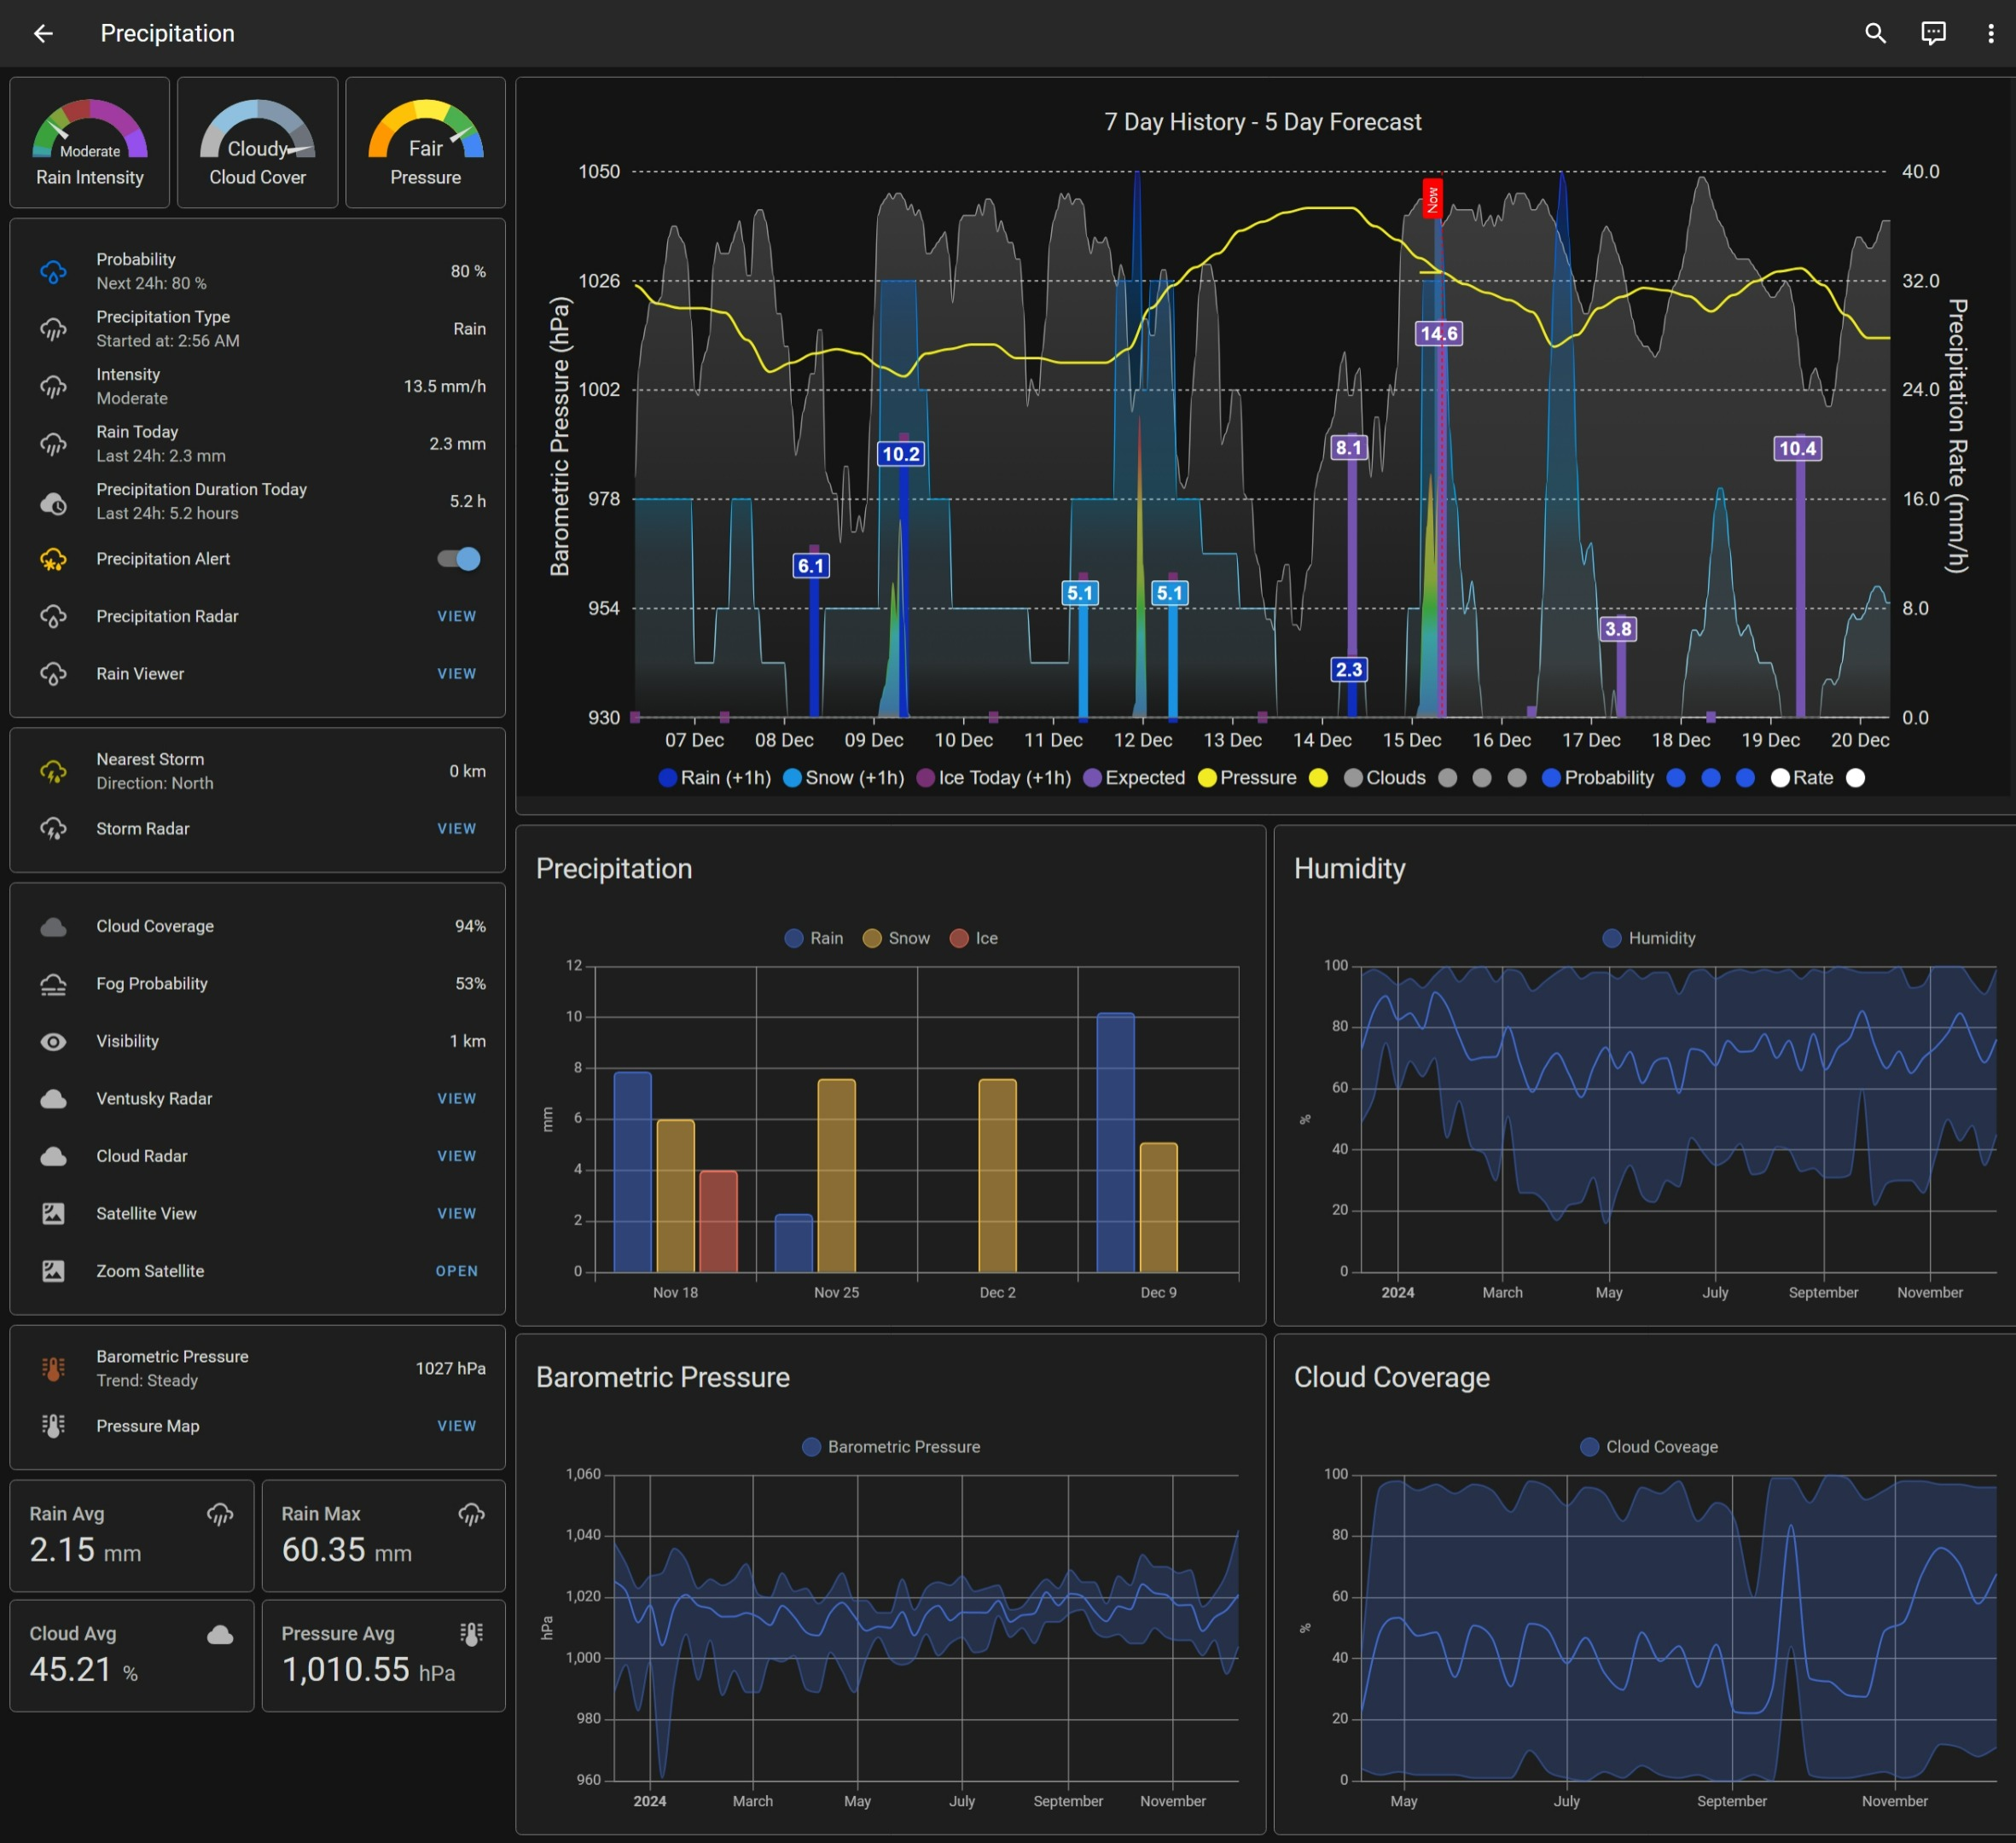 Precipitation
Moderate
Rain Intensity
Cloudy
Cloud Cover
Fair
Pressure
Probability
Next 24h: 80 %
80 %
Precipitation Type
Started at: 2:56 AM
Rain
Intensity
Moderate
13.5 mm/h
Rain Today
Last 24h: 2.3 mm
2.3 mm
Precipitation Duration Today
Last 24h: 5.2 hours
5.2 h
Precipitation Alert
Precipitation Radar
VIEW
Rain Viewer
VIEW
Nearest Storm
Direction: North
0 km
Storm Radar
VIEW
Cloud Coverage
94%
Fog Probability
53%
Visibility
1 km
Ventusky Radar
VIEW
Cloud Radar
VIEW
Satellite View
VIEW
Zoom Satellite
OPEN
Barometric Pressure
Trend: Steady
1027 hPa
Pressure Map
VIEW
Rain Avg
2.15 mm
Rain Max
60.35 mm
Cloud Avg
45.21 %
Pressure Avg
1,010.55 hPa
7 Day History - 5 Day Forecast
Barometric Pressure (hPa)
1050
1026
1002
978
954
930
Precipitation Rate (mm/h)
40.0
32.0
24.0
16.0
8.0
0.0
Now
6.1
10.2
5.1
5.1
8.1
2.3
14.6
3.8
10.4
07 Dec 08 Dec 09 Dec 10 Dec 11 Dec 12 Dec 13 Dec 14 Dec 15 Dec 16 Dec 17 Dec 18 Dec 19 Dec 20 Dec
Rain (+1h) Snow (+1h) Ice Today (+1h) Expected Pressure Clouds Probability Rate
Precipitation
Rain Snow Ice
mm
12
10
8
6
4
2
0
Nov 18 Nov 25 Dec 2 Dec 9
Humidity
Humidity
%
100
80
60
40
20
0
2024 March May July September November
Barometric Pressure
Barometric Pressure
hPa
1,060
1,040
1,020
1,000
980
960
2024 March May July September November
Cloud Coverage
Cloud Coveage
%
100
80
60
40
20
0
May July September November